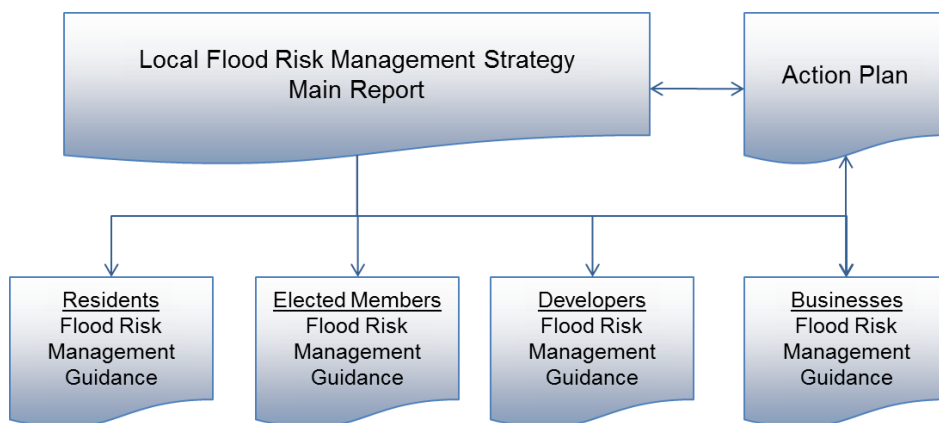 Local Flood Risk Management Strategy
Main Report
Action Plan
Residents
Flood Risk
Management
Guidance
Elected Members
Flood Risk
Management
Guidance
Developers
Flood Risk
Management
Guidance
Businesses
Flood Risk
Management
Guidance